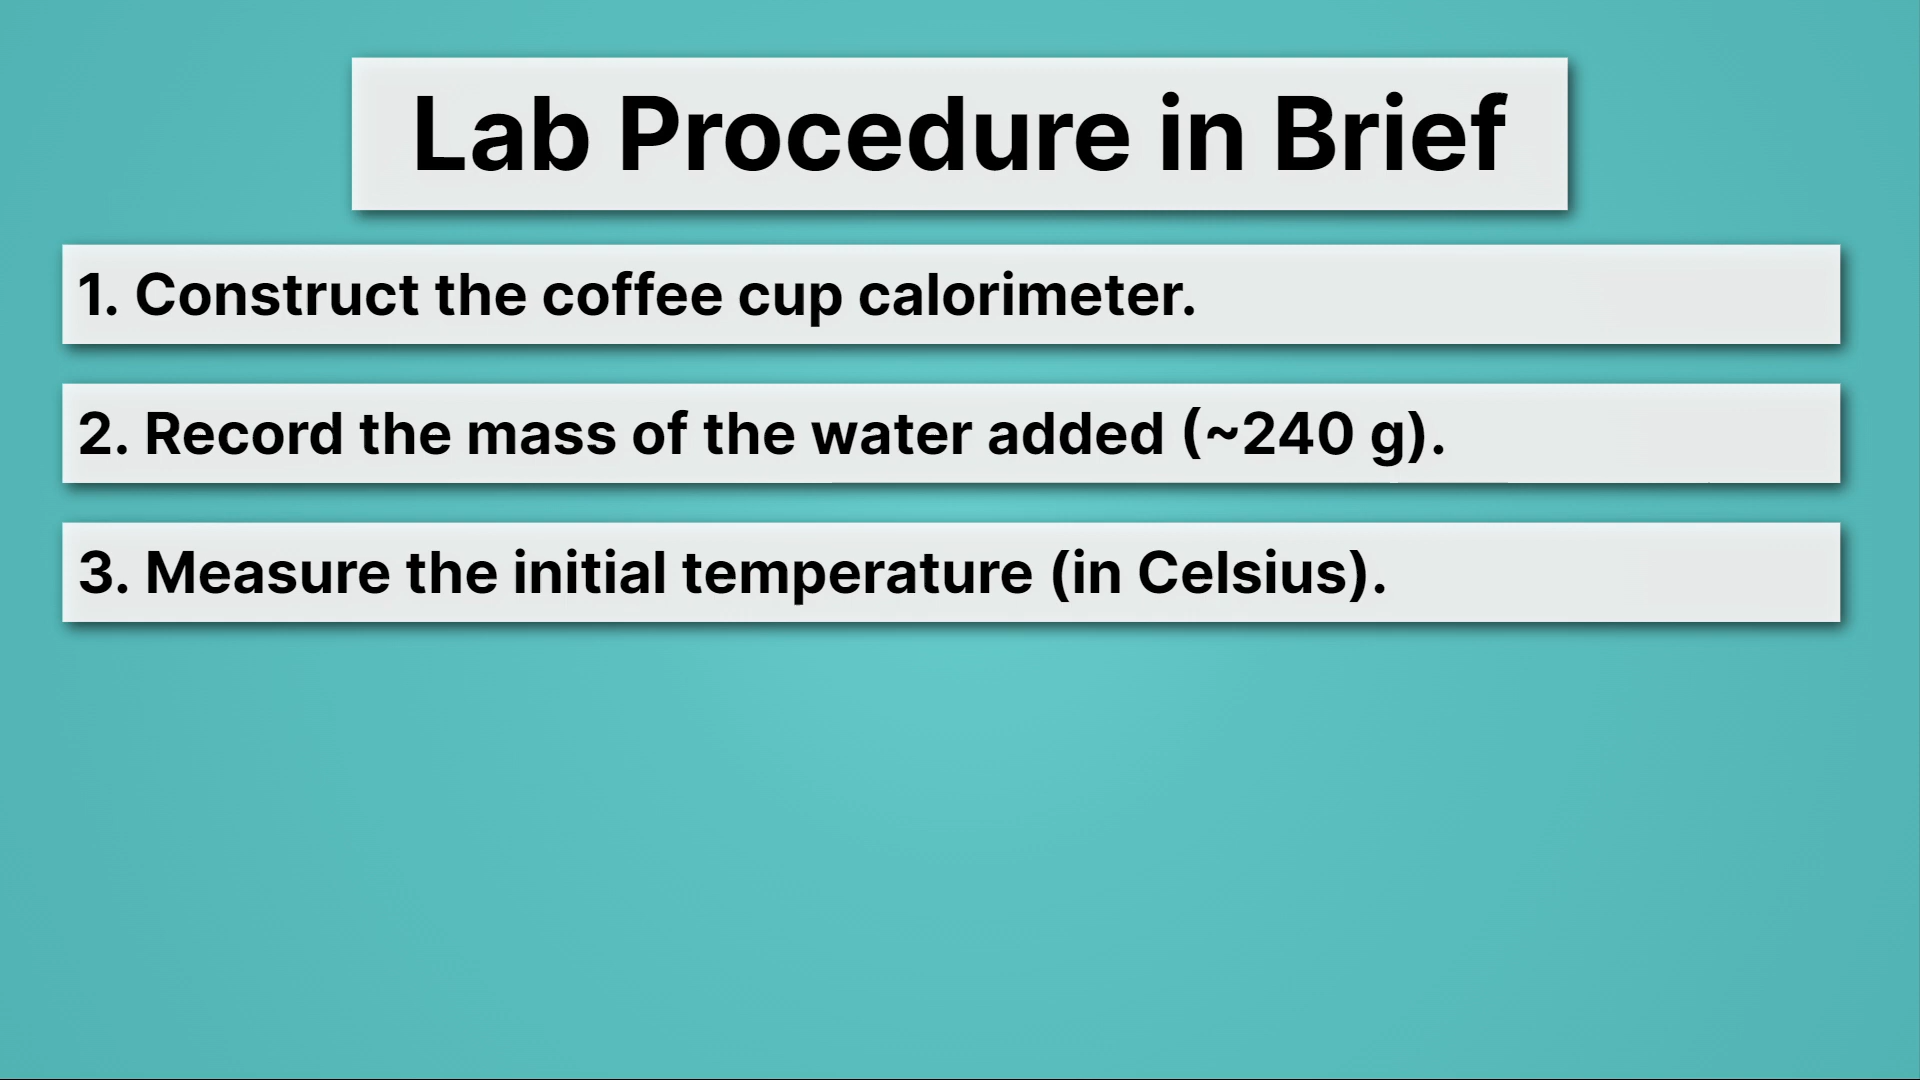 Lab Procedure in Brief
1. Construct the coffee cup calorimeter.
2. Record the mass of the water added (~240 g).
3. Measure the initial temperature (in Celsius).